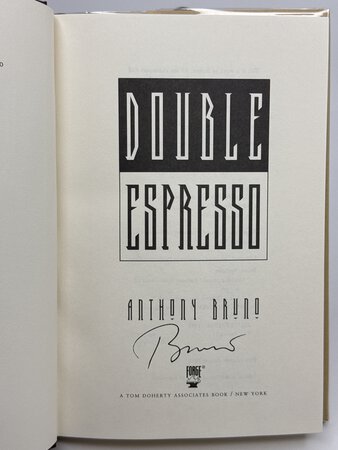 DOUBLE
ESPRESSO
ANTHONY BRUNO
Bruno
FORGE
A TOM DOHERTY ASSOCIATES BOOK / NEW YORK